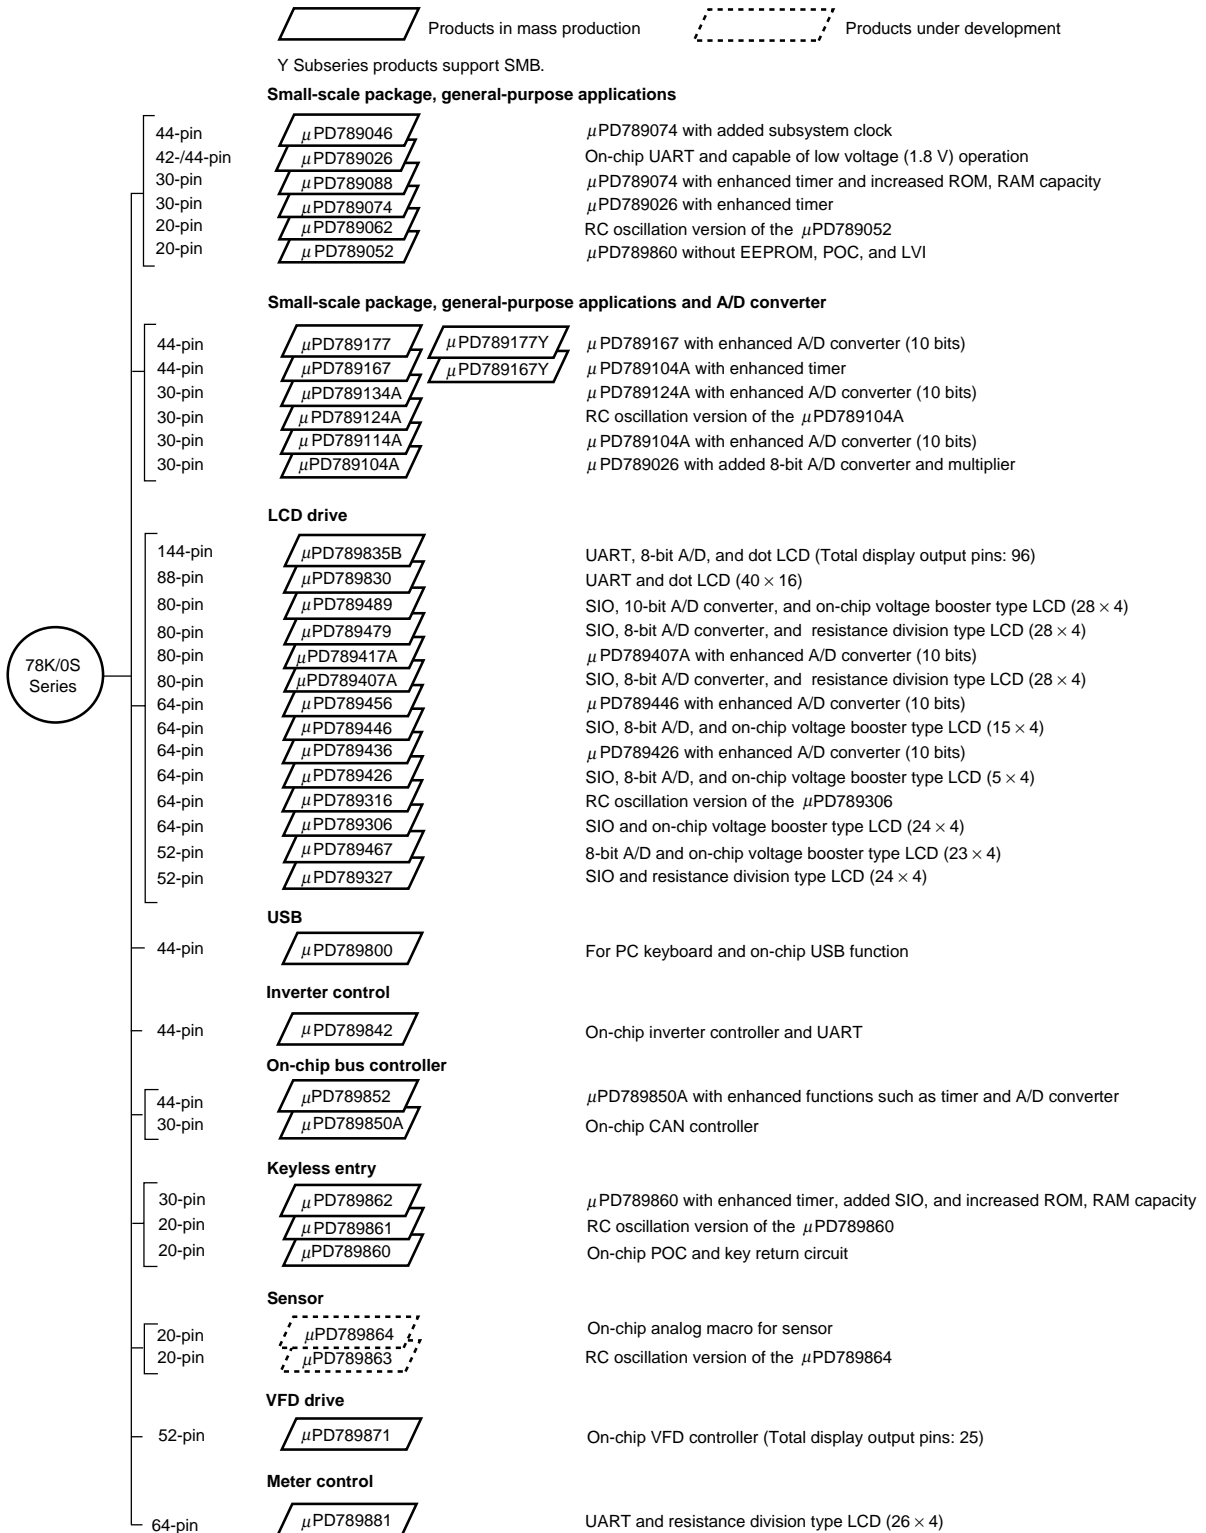 Products in mass production Products under development
Y Subseries products support SMB.
Small-scale package, general-purpose applications
44-pin μPD789046 μPD789074 with added subsystem clock
42-/44-pin μPD789026 On-chip UART and capable of low voltage (1.8 V) operation
30-pin μPD789088 μPD789074 with enhanced timer and increased ROM, RAM capacity
30-pin μPD789074 μPD789026 with enhanced timer
20-pin μPD789062 RC oscillation version of the μPD789052
20-pin μPD789052 μPD789860 without EEPROM, POC, and LVI
Small-scale package, general-purpose applications and A/D converter
44-pin μPD789177 μPD789177Y μPD789167 with enhanced A/D converter (10 bits)
44-pin μPD789167 μPD789167Y μPD789104A with enhanced timer
30-pin μPD789134A μPD789124A with enhanced A/D converter (10 bits)
30-pin μPD789124A RC oscillation version of the μPD789104A
30-pin μPD789114A μPD789104A with enhanced A/D converter (10 bits)
30-pin μPD789104A μPD789026 with added 8-bit A/D converter and multiplier
LCD drive
144-pin μPD789835B UART, 8-bit A/D, and dot LCD (Total display output pins: 96)
88-pin μPD789830 UART and dot LCD (40 × 16)
80-pin μPD789489 SIO, 10-bit A/D converter, and on-chip voltage booster type LCD (28 × 4)
80-pin μPD789479 SIO, 8-bit A/D converter, and resistance division type LCD (28 × 4)
80-pin μPD789417A μPD789407A with enhanced A/D converter (10 bits)
80-pin μPD789407A SIO, 8-bit A/D converter, and resistance division type LCD (28 × 4)
64-pin μPD789456 μPD789446 with enhanced A/D converter (10 bits)
64-pin μPD789446 SIO, 8-bit A/D, and on-chip voltage booster type LCD (15 × 4)
64-pin μPD789436 μPD789426 with enhanced A/D converter (10 bits)
64-pin μPD789426 SIO, 8-bit A/D, and on-chip voltage booster type LCD (5 × 4)
64-pin μPD789316 RC oscillation version of the μPD789306
64-pin μPD789306 SIO and on-chip voltage booster type LCD (24 × 4)
52-pin μPD789467 8-bit A/D and on-chip voltage booster type LCD (23 × 4)
52-pin μPD789327 SIO and resistance division type LCD (24 × 4)
78K/0S
Series
USB
44-pin μPD789800 For PC keyboard and on-chip USB function
Inverter control
44-pin μPD789842 On-chip inverter controller and UART
On-chip bus controller
44-pin μPD789852 μPD789850A with enhanced functions such as timer and A/D converter
30-pin μPD789850A On-chip CAN controller
Keyless entry
30-pin μPD789862 μPD789860 with enhanced timer, added SIO, and increased ROM, RAM capacity
20-pin μPD789861 RC oscillation version of the μPD789860
20-pin μPD789860 On-chip POC and key return circuit
Sensor
20-pin μPD789864 On-chip analog macro for sensor
20-pin μPD789863 RC oscillation version of the μPD789864
VFD drive
52-pin μPD789871 On-chip VFD controller (Total display output pins: 25)
Meter control
64-pin μPD789881 UART and resistance division type LCD (26 × 4)